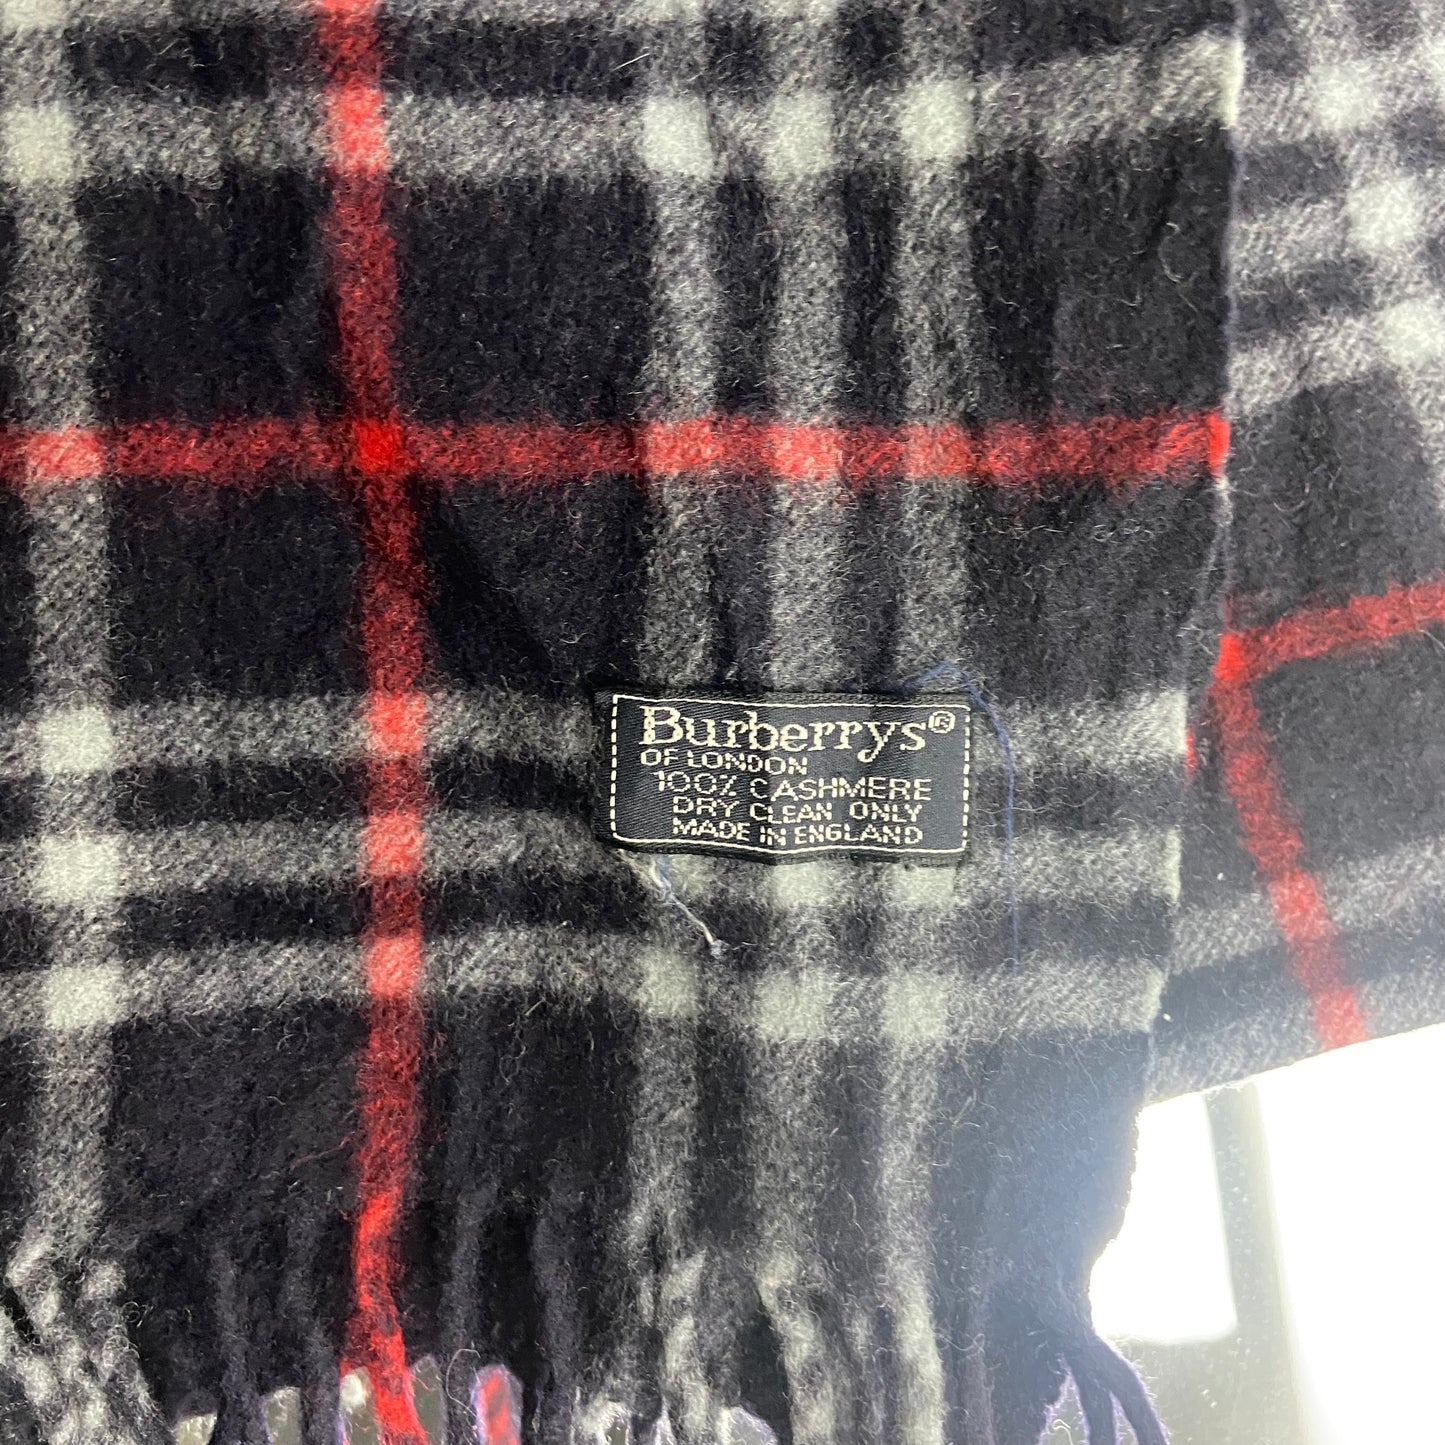 Burberrys®
OF LONDON
100% CASHMERE
DRY CLEAN ONLY
MADE IN ENGLAND